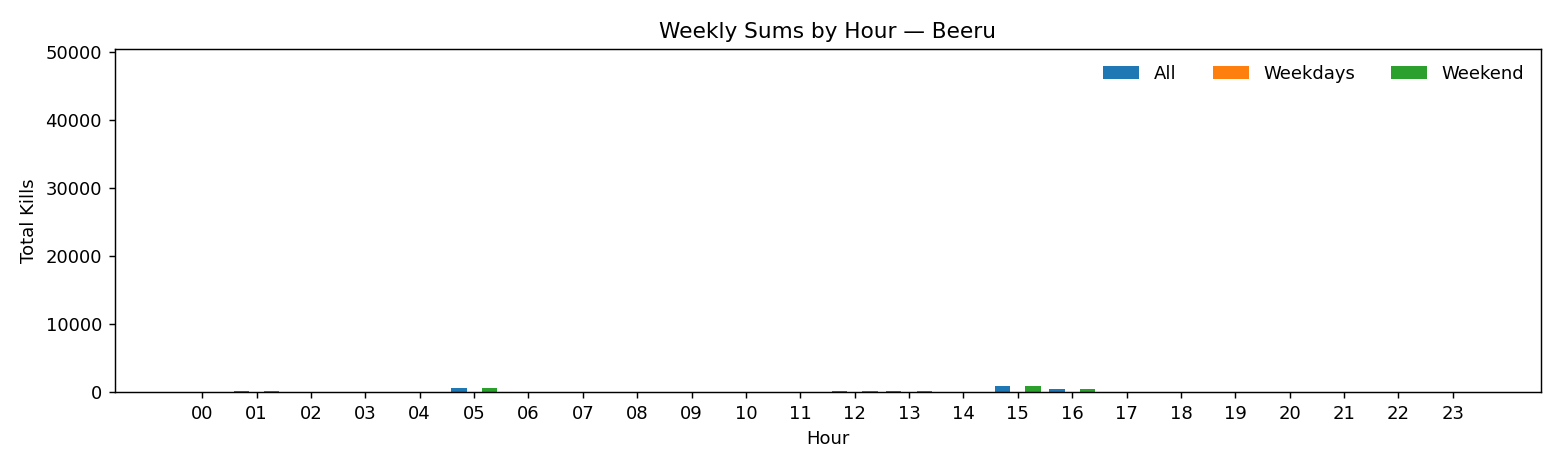 Weekly Sums by Hour — Beeru
All Weekdays Weekend
50000
40000
30000
20000
10000
0
Total Kills
00 01 02 03 04 05 06 07 08 09 10 11 12 13 14 15 16 17 18 19 20 21 22 23
Hour